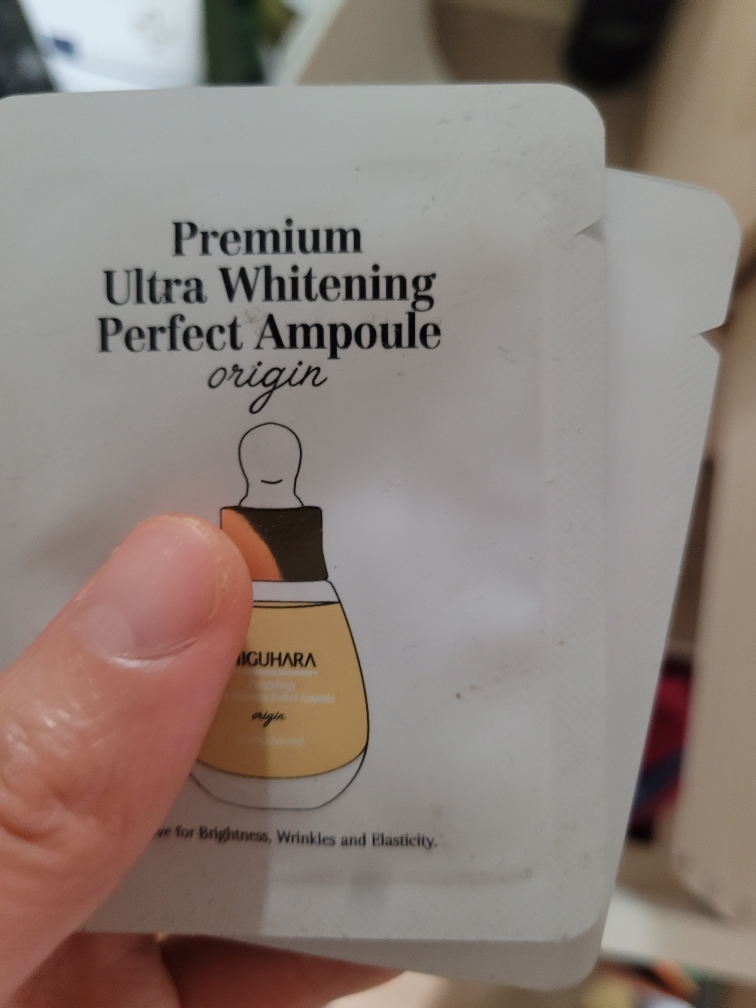 Premium
Ultra Whitening
Perfect Ampoule
origin
IGUHARA
origin
for Brightness, Wrinkles and Elasticity.